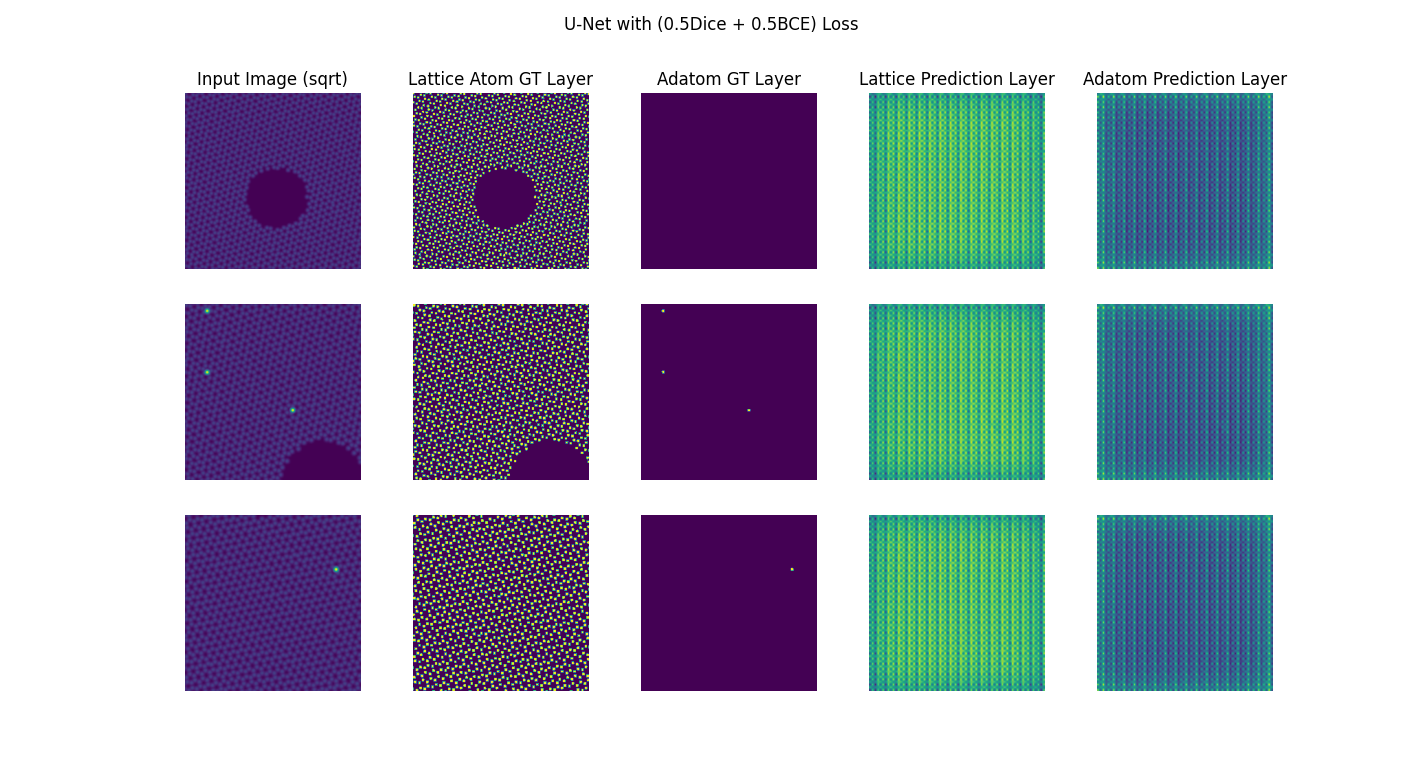 U-Net with (0.5Dice + 0.5BCE) Loss
Input Image (sqrt)
Lattice Atom GT Layer
Adatom GT Layer
Lattice Prediction Layer
Adatom Prediction Layer